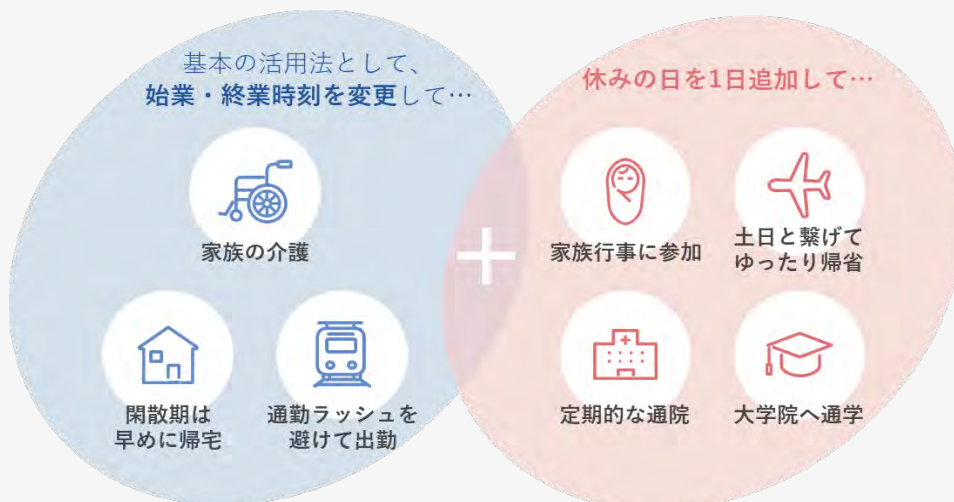 基本の活用法として、
始業・終業時刻を変更して…
家族の介護
閑散期は
早めに帰宅
通勤ラッシュを
避けて出勤
+
休みの日を1日追加して…
家族行事に参加
土日と繋げて
ゆったり帰省
定期的な通院
大学院へ通学